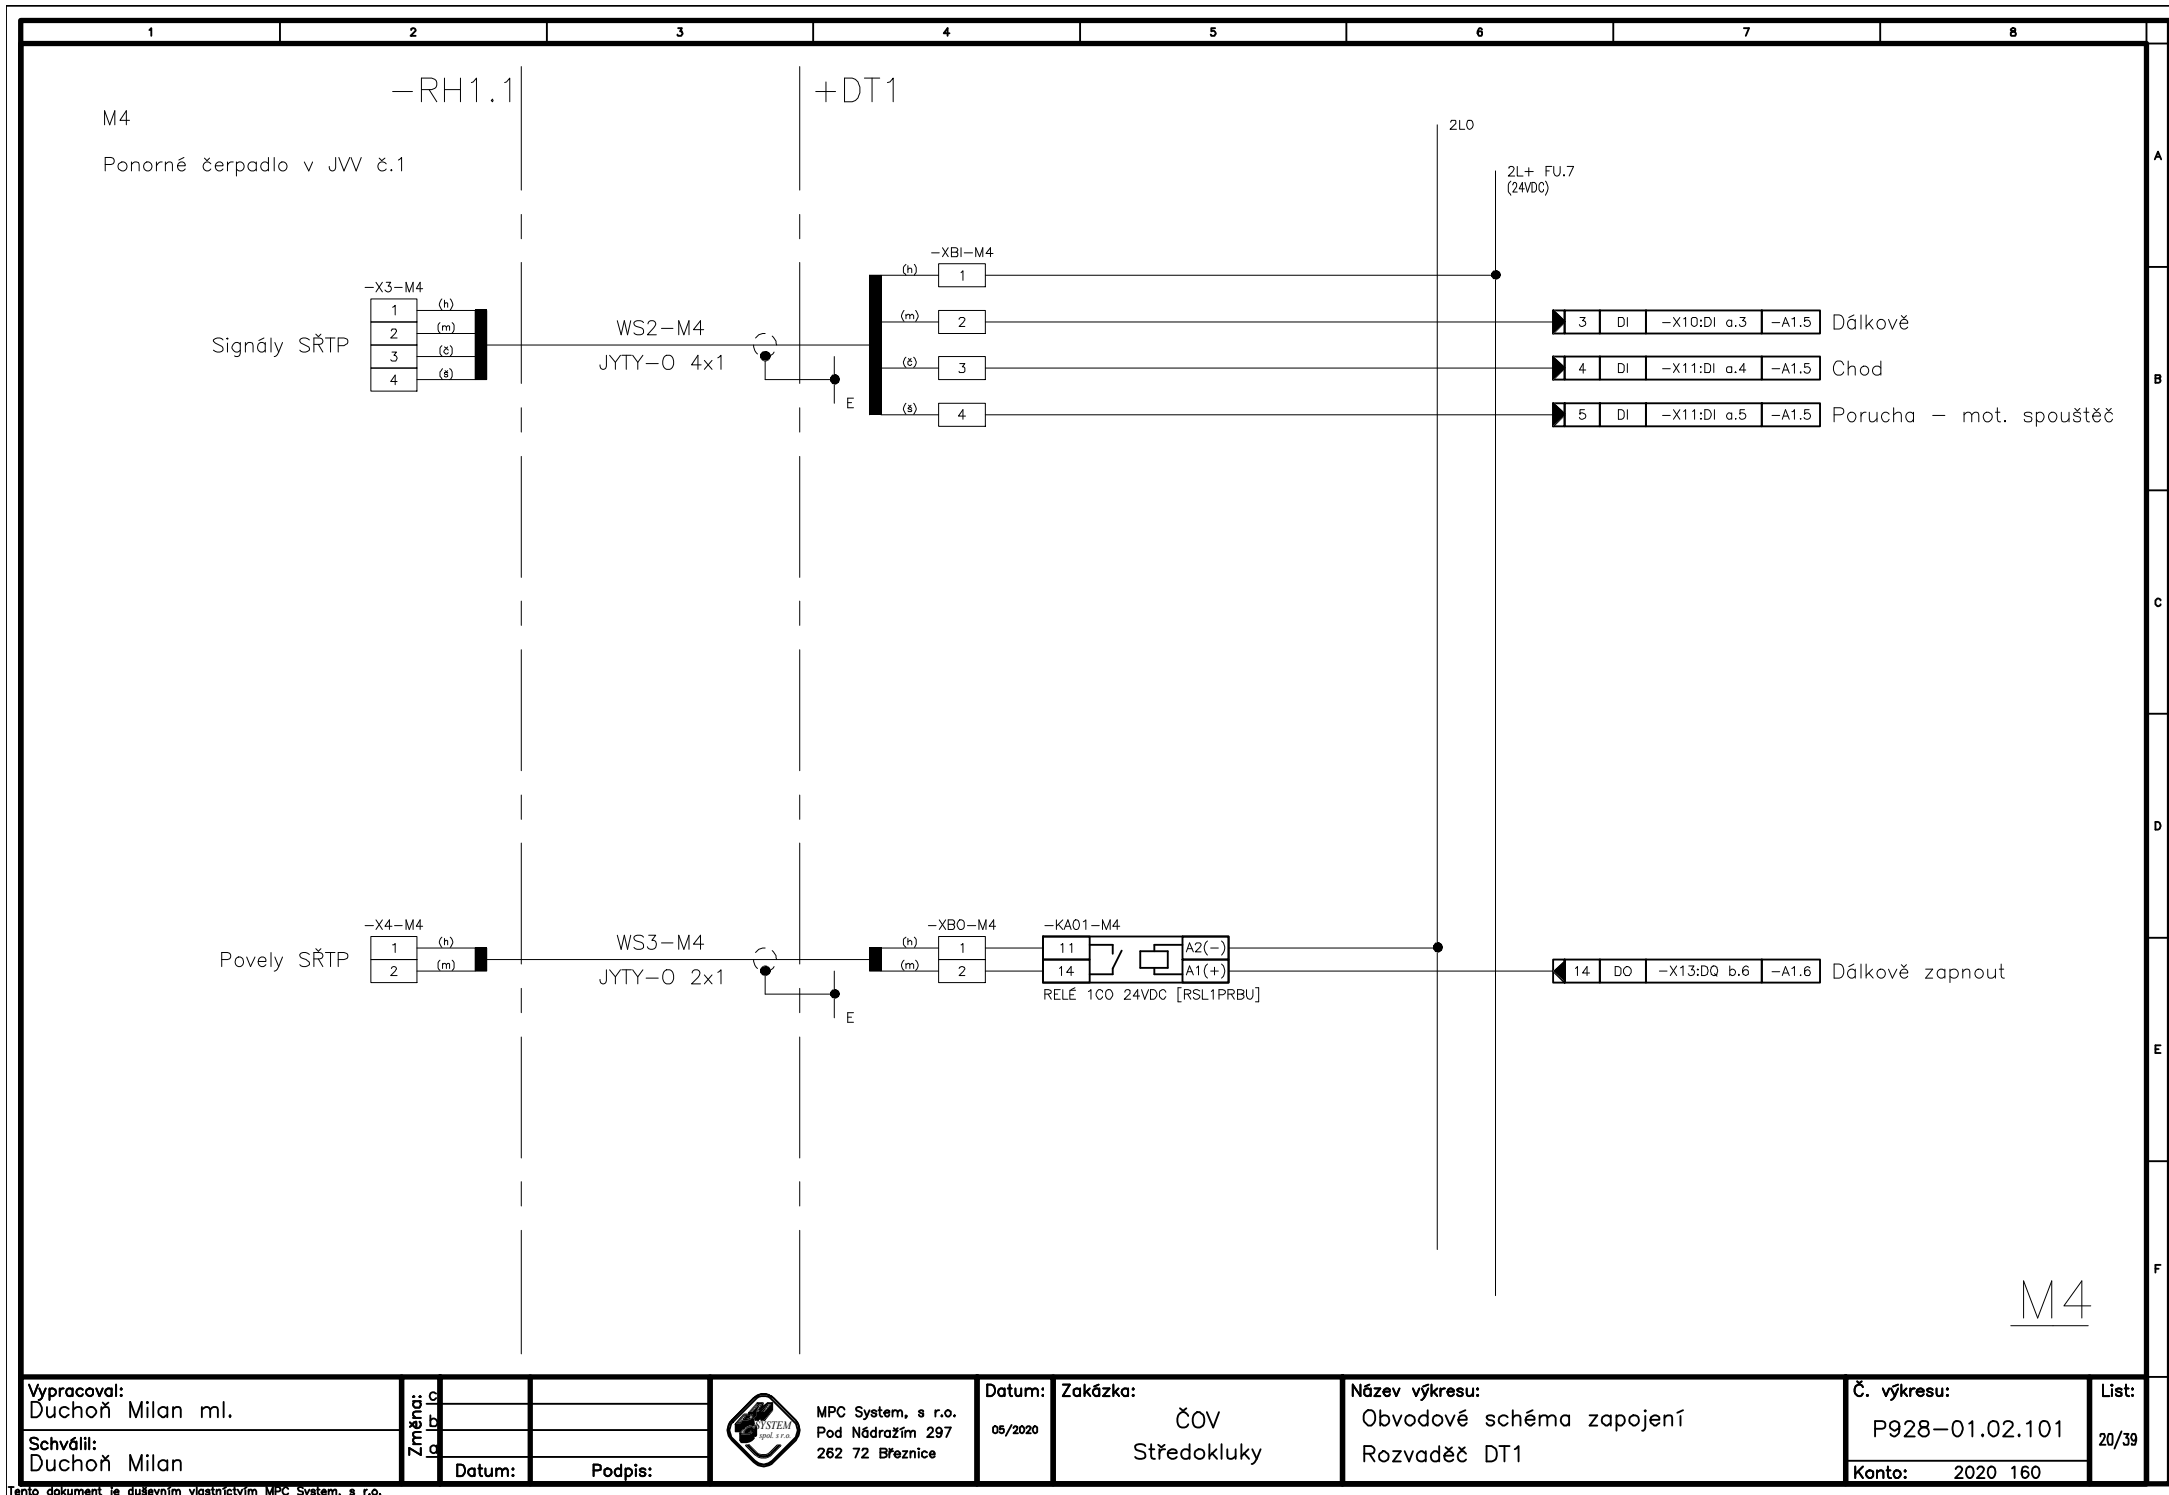 1 2 3 4 5 6 7 8
-RH1.1
+DT1
M4
Ponorné čerpadlo v JVV č.1
2L0
2L+ FU.7
(24VDC)
A
-XBI-M4
(h) 1
-X3-M4
1 (h)
2 (m)
3 (č)
4 (š)
Signály SŘTP
WS2-M4
JYTY-O 4x1
E
(m) 2
3 DI -X10:DI a.3 -A1.5 Dálkově
(č) 3
4 DI -X11:DI a.4 -A1.5 Chod
B
(š) 4
5 DI -X11:DI a.5 -A1.5 Porucha - mot. spouštěč
C
D
-X4-M4
1 (h)
2 (m)
Povely SŘTP
WS3-M4
JYTY-O 2x1
E
-XBO-M4
(h) 1
(m) 2
-KA01-M4
11 A2(-)
14 A1(+)
RELÉ 1CO 24VDC [RSL1PRBU]
14 DO -X13:DQ b.6 -A1.6 Dálkově zapnout
E
F
M4
Vypracoval:
Duchoň Milan ml.
Schválil:
Duchoň Milan
Změna:
c
b
a
Datum: Podpis:
SYSTEM
spol. s r.o.
MPC System, s r.o.
Pod Nádražím 297
262 72 Březnice
Datum:
05/2020
Zakázka:
ČOV
Středokluky
Název výkresu:
Obvodové schéma zapojení
Rozvaděč DT1
Č. výkresu:
P928-01.02.101
Konto: 2020 160
List:
20/39
Tento dokument je duševním vlastnictvím MPC System, s r.o.